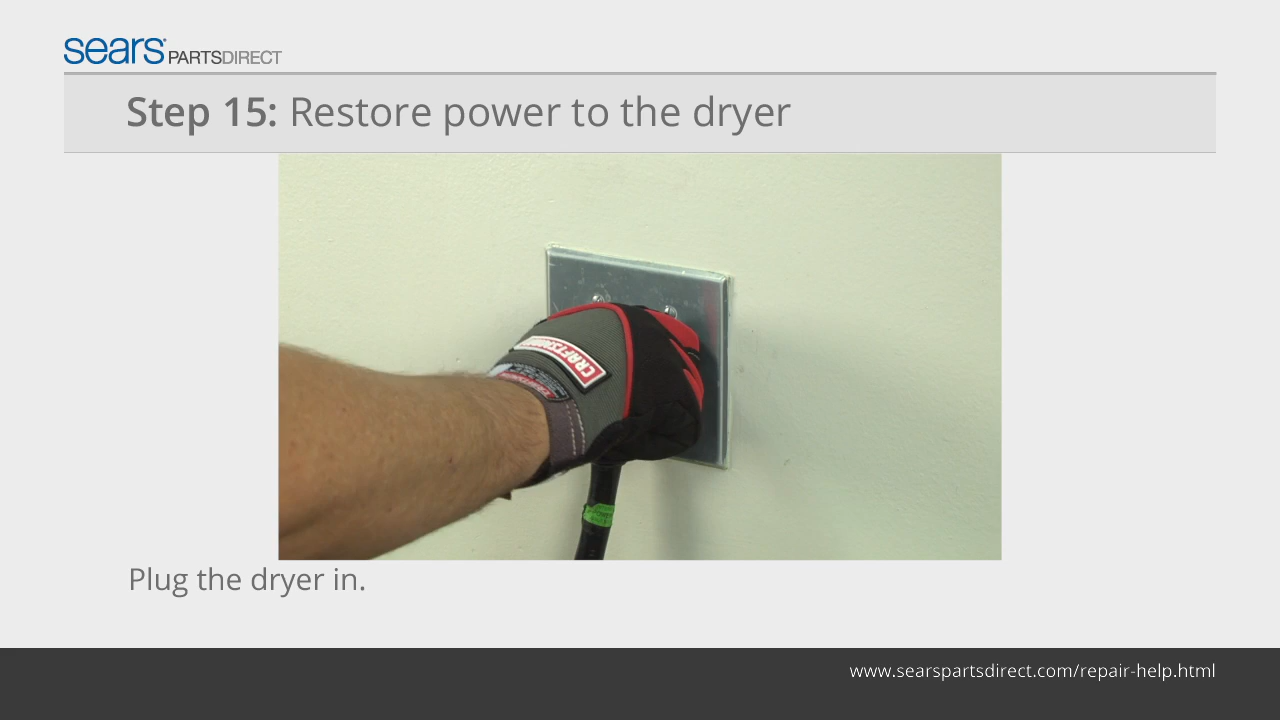 sears PARTSDIRECT
Step 15: Restore power to the dryer
CRAFTSMAN
Plug the dryer in.
www.searspartsdirect.com/repair-help.html